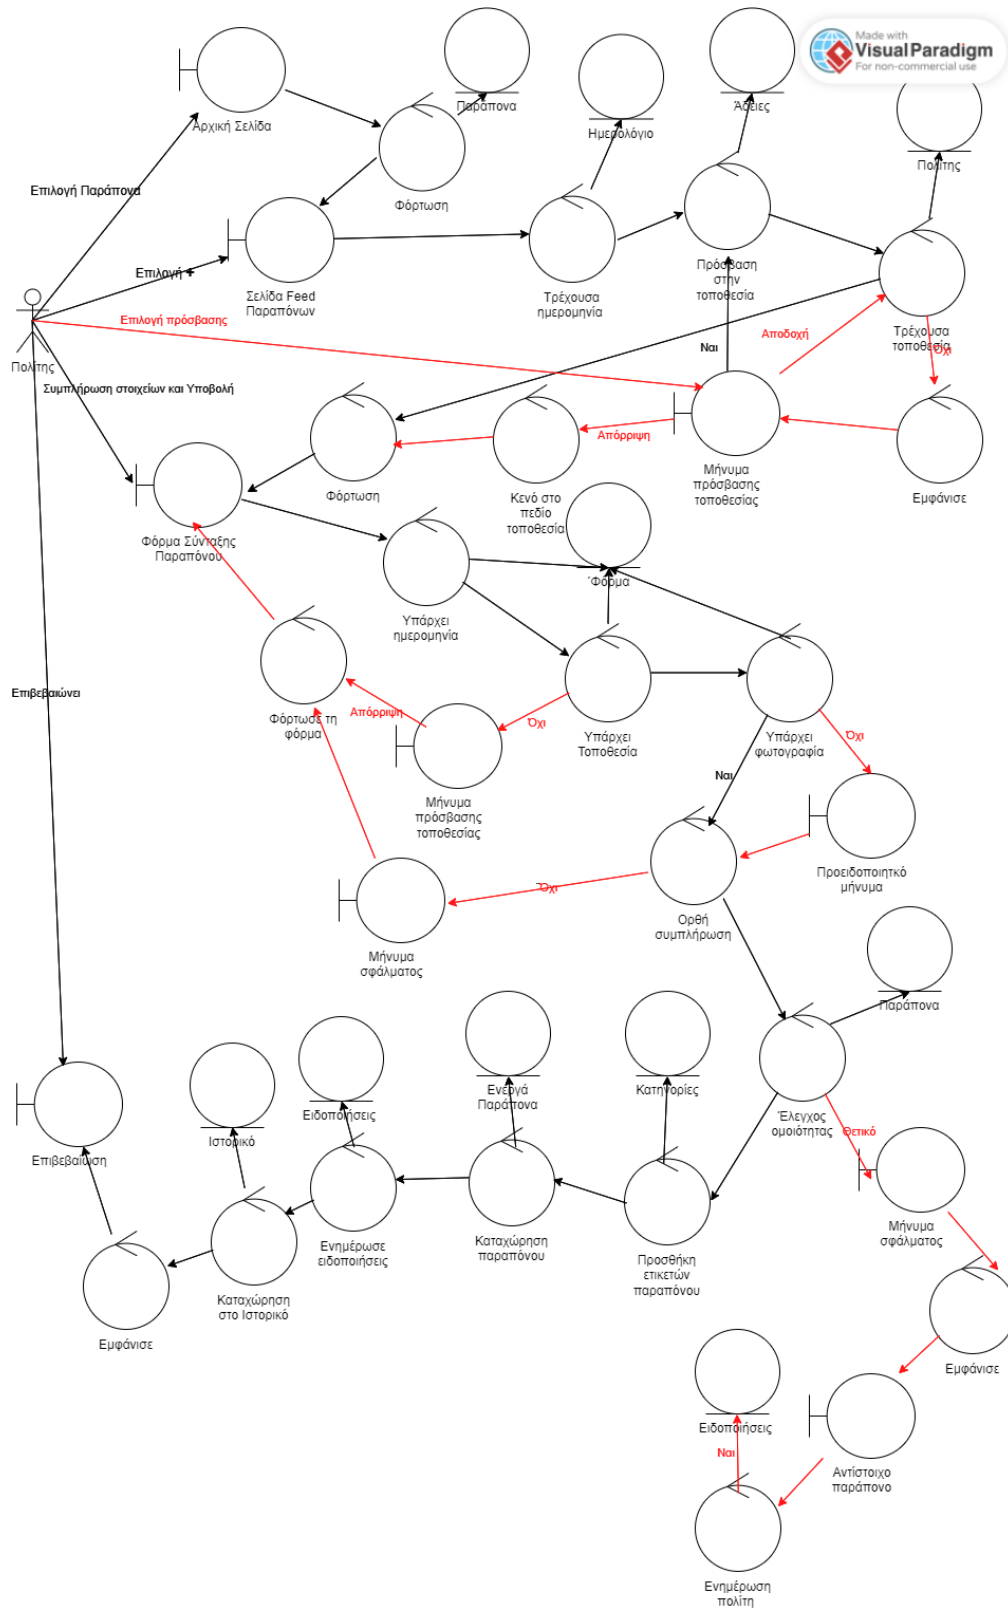 Made with
Visual Paradigm
For non-commercial use
Αρχική Σελίδα
Παράπονα
Ημερολόγιο
Άδειες
Πολίτης
Επιλογή Παράπονα
Φόρτωση
Επιλογή +
Σελίδα Feed
Παραπόνων
Τρέχουσα
ημερομηνία
Πρόσβαση
στην
τοποθεσία
Τρέχουσα
τοποθεσία
Πολίτης
Επιλογή πρόσβασης
Αποδοχή
Ναι
Όχι
Συμπλήρωση στοιχείων και Υποβολή
Απόρριψη
Φόρτωση
Κενό στο
πεδίο
τοποθεσία
Μήνυμα
πρόσβασης
τοποθεσίας
Εμφάνισε
Φόρμα Σύνταξης
Παραπόνου
Φόρμα
Υπάρχει
ημερομηνία
Επιβεβαιώνει
Φόρτωσε τη
φόρμα
Απόρριψη
Όχι
Υπάρχει
Τοποθεσία
Υπάρχει
φωτογραφία
Όχι
Ναι
Μήνυμα
πρόσβασης
τοποθεσίας
Προειδοποιητκό
μήνυμα
Όχι
Μήνυμα
σφάλματος
Ορθή
συμπλήρωση
Παράπονα
Ειδοποιήσεις
Ενεργά
Παράπονα
Κατηγορίες
Έλεγχος
ομοιότητας
Θετικό
Ιστορικό
Επιβεβαίωση
Μήνυμα
σφάλματος
Ενημέρωσε
ειδοποιήσεις
Καταχώρηση
παραπόνου
Προσθήκη
ετικετών
παραπόνου
Καταχώρηση
στο Ιστορικό
Εμφάνισε
Εμφάνισε
Ειδοποιήσεις
Ναι
Αντίστοιχο
παράπονο
Ενημέρωση
πολίτη